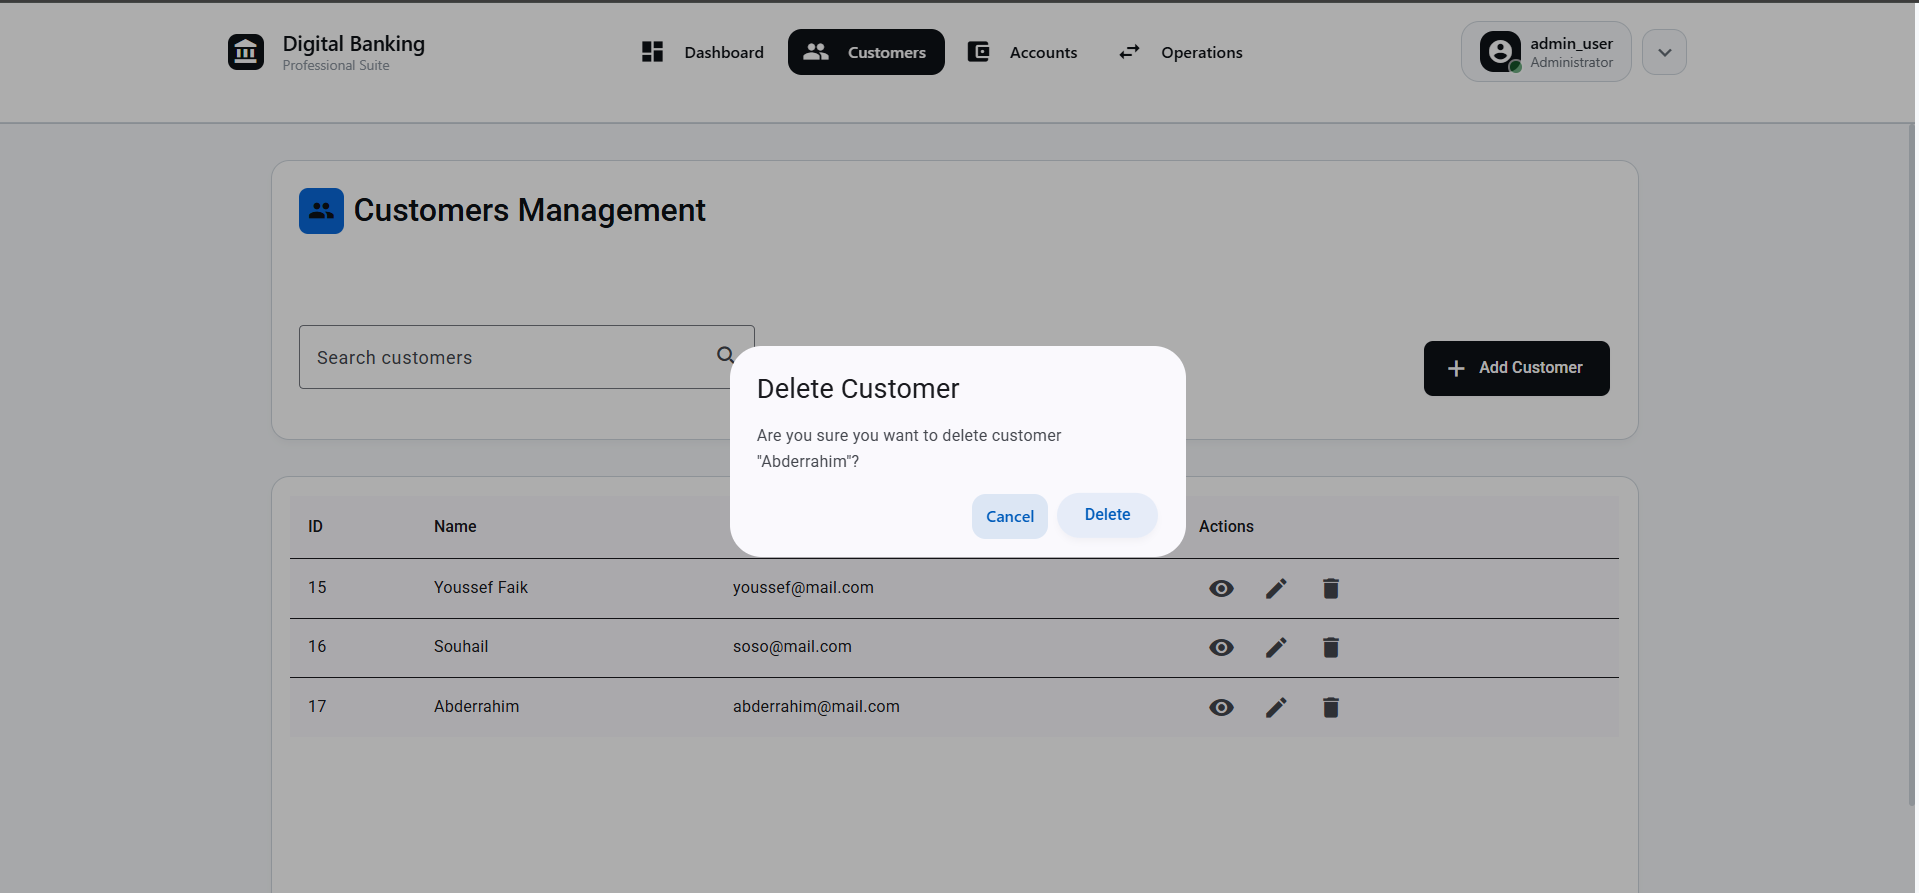 Digital Banking
Professional Suite
Dashboard
Customers
Accounts
Operations
admin_user
Administrator
Customers Management
Search customers
Add Customer
Delete Customer
Are you sure you want to delete customer
"Abderrahim"?
Cancel
Delete
ID Name Actions
15 Youssef Faik youssef@mail.com
16 Souhail soso@mail.com
17 Abderrahim abderrahim@mail.com